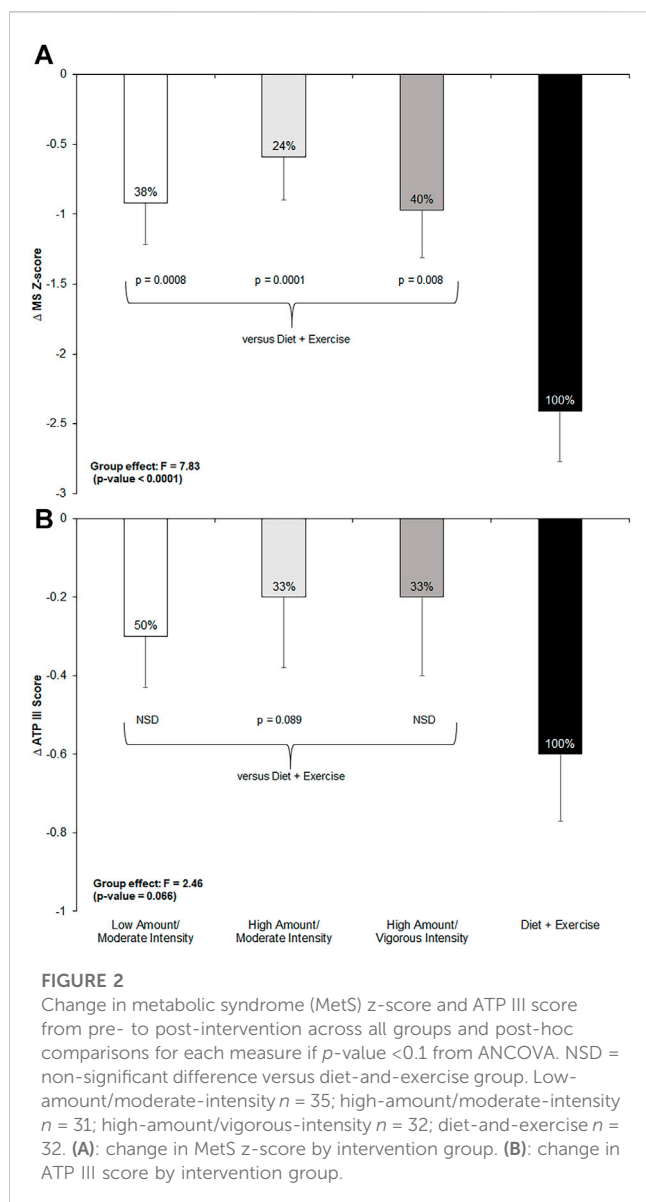 A
0
-0.5
-1
-1.5
-2
-2.5
-3
Δ MS Z-score
38%
24%
40%
100%
p = 0.0008 p = 0.0001 p = 0.008
versus Diet + Exercise
Group effect: F = 7.83
(p-value < 0.0001)
B
0
-0.2
-0.4
-0.6
-0.8
-1
Δ ATP III Score
50%
33%
33%
100%
NSD p = 0.089 NSD
versus Diet + Exercise
Group effect: F = 2.46
(p-value = 0.066)
Low Amount/
Moderate Intensity
High Amount/
Moderate Intensity
High Amount/
Vigorous Intensity
Diet + Exercise
FIGURE 2
Change in metabolic syndrome (MetS) z-score and ATP III score
from pre- to post-intervention across all groups and post-hoc
comparisons for each measure if p-value <0.1 from ANCOVA. NSD =
non-significant difference versus diet-and-exercise group. Low-
amount/moderate-intensity n = 35; high-amount/moderate-intensity
n = 31; high-amount/vigorous-intensity n = 32; diet-and-exercise n =
32. (A): change in MetS z-score by intervention group. (B): change in
ATP III score by intervention group.